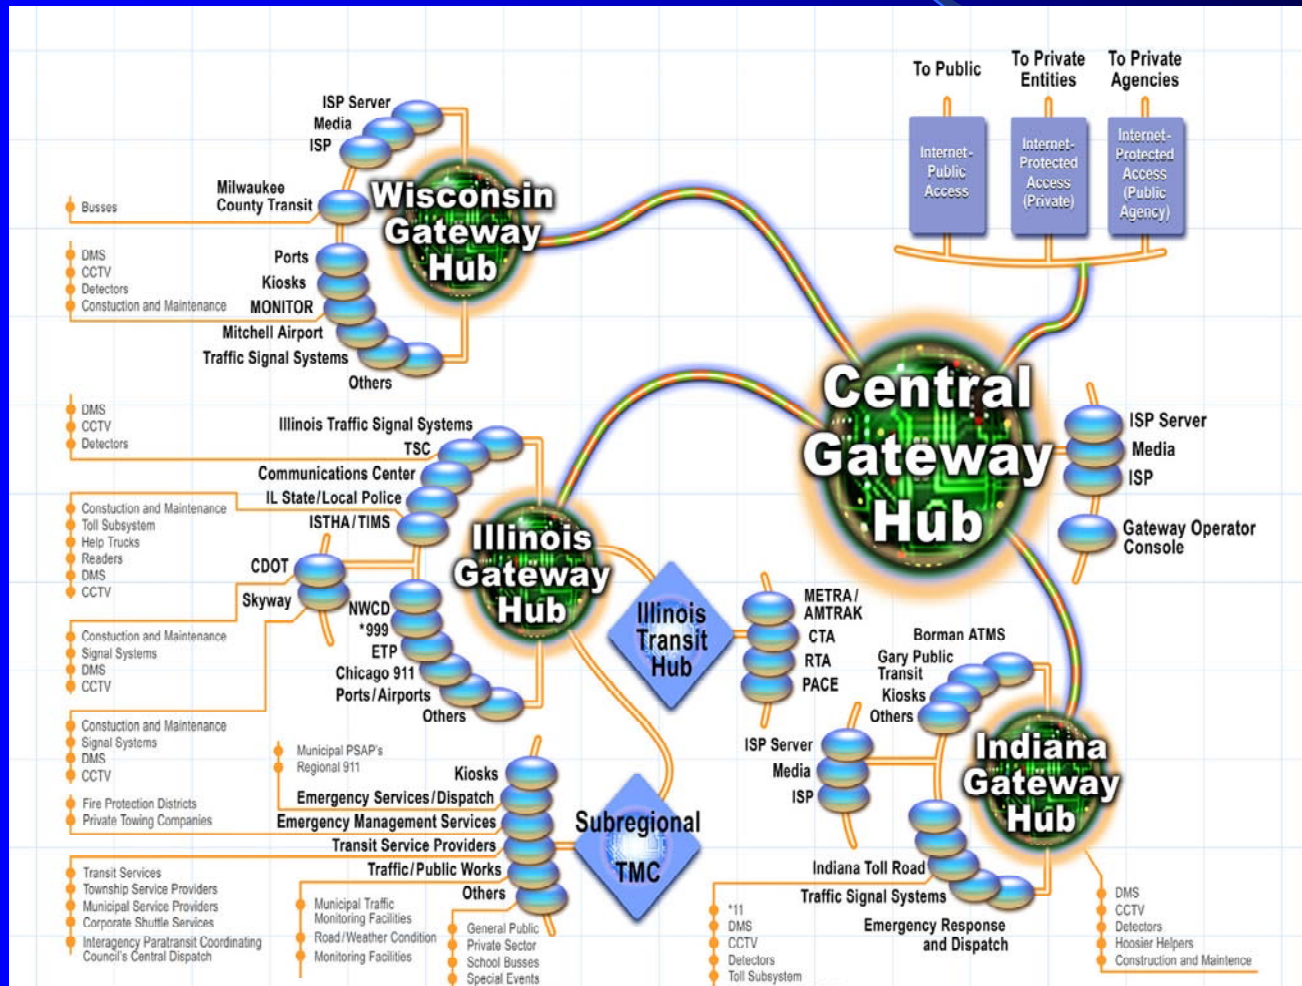 To Public
To Private
Entities
To Private
Agencies
Internet-
Public
Access
Internet-
Protected
Access
(Private)
Internet-
Protected
Access
(Public
Agency)
ISP Server
Media
ISP
Milwaukee
County Transit
Busses
Wisconsin
Gateway
Hub
DMS
CCTV
Detectors
Constuction and Maintenance
Ports
Kiosks
MONITOR
Mitchell Airport
Traffic Signal Systems
Others
Central
Gateway
Hub
ISP Server
Media
ISP
Gateway Operator
Console
DMS
CCTV
Detectors
Illinois Traffic Signal Systems
TSC
Communications Center
IL State/Local Police
ISTHA/TIMS
Constuction and Maintenance
Toll Subsystem
Help Trucks
Readers
DMS
CCTV
CDOT
Skyway
Illinois
Gateway
Hub
NWCD
*999
ETP
Chicago 911
Ports/Airports
Others
Constuction and Maintenance
Signal Systems
DMS
CCTV
Constuction and Maintenance
Signal Systems
DMS
CCTV
Illinois
Transit
Hub
METRA/
AMTRAK
CTA
RTA
PACE
Borman ATMS
Gary Public
Transit
Kiosks
Others
ISP Server
Media
ISP
Indiana
Gateway
Hub
Indiana Toll Road
Traffic Signal Systems
Emergency Response
and Dispatch
Municipal PSAP's
Regional 911
Fire Protection Districts
Private Towing Companies
Kiosks
Emergency Services/Dispatch
Emergency Management Services
Transit Service Providers
Traffic/Public Works
Others
Subregional
TMC
Transit Services
Township Service Providers
Municipal Service Providers
Corporate Shuttle Services
Interagency Paratransit Coordinating
Council's Central Dispatch
Municipal Traffic
Monitoring Facilities
Road/Weather Condition
Monitoring Facilities
General Public
Private Sector
School Busses
Special Events
*11
DMS
CCTV
Detectors
Toll Subsystem
DMS
CCTV
Detectors
Hoosier Helpers
Construction and Maintence